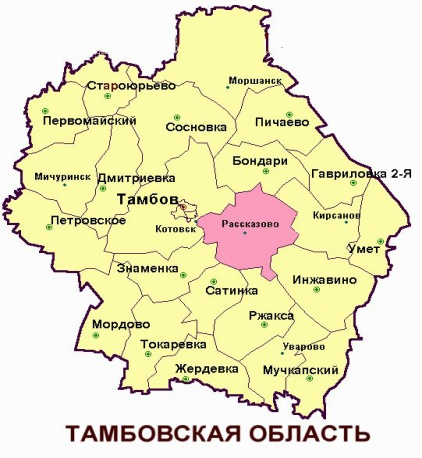 Моршанск
Староюрьево
Первомайский
Сосновка
Пичаево
Бондари
Гавриловка 2-Я
Мичуринск
Дмитриевка
Тамбов
Петровское
Котовск
Рассказово
Кирсанов
Умет
Знаменка
Сатинка
Инжавино
Мордово
Ржакса
Токаревка
Уварово
Жердевка
Мучкапский
ТАМБОВСКАЯ ОБЛАСТЬ